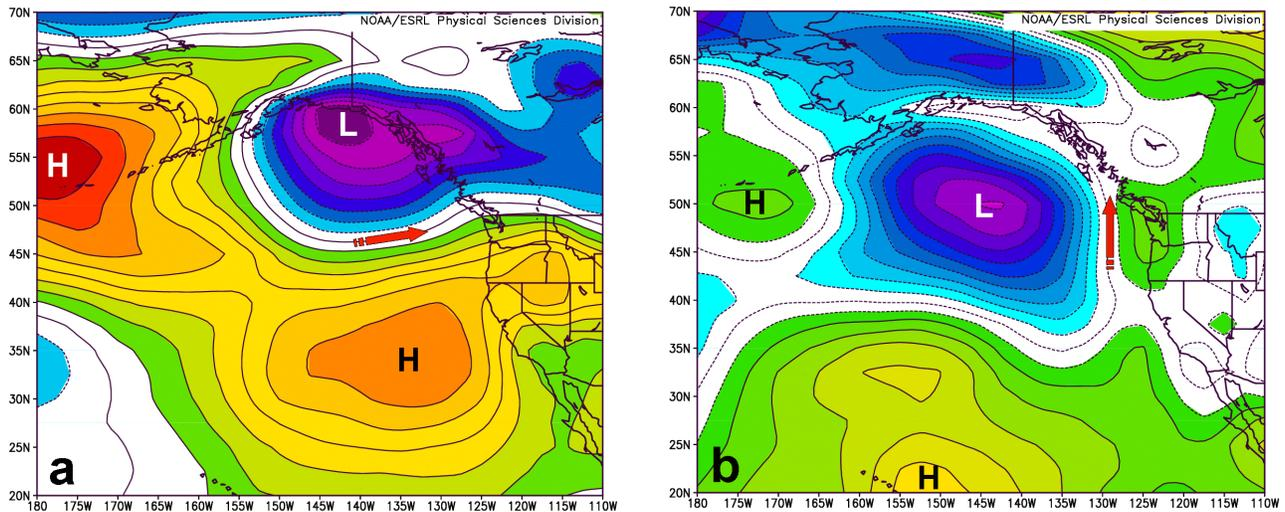 70N
65N
60N
55N
50N
45N
40N
35N
30N
25N
20N
180 175W 170W 165W 160W 155W 150W 145W 140W 135W 130W 125W 120W 115W 110W
NOAA/ESRL Physical Sciences Division
L
H
H
a
70N
65N
60N
55N
50N
45N
40N
35N
30N
25N
20N
180 175W 170W 165W 160W 155W 150W 145W 140W 135W 130W 125W 120W 115W 110W
NOAA/ESRL Physical Sciences Division
H
L
H
b